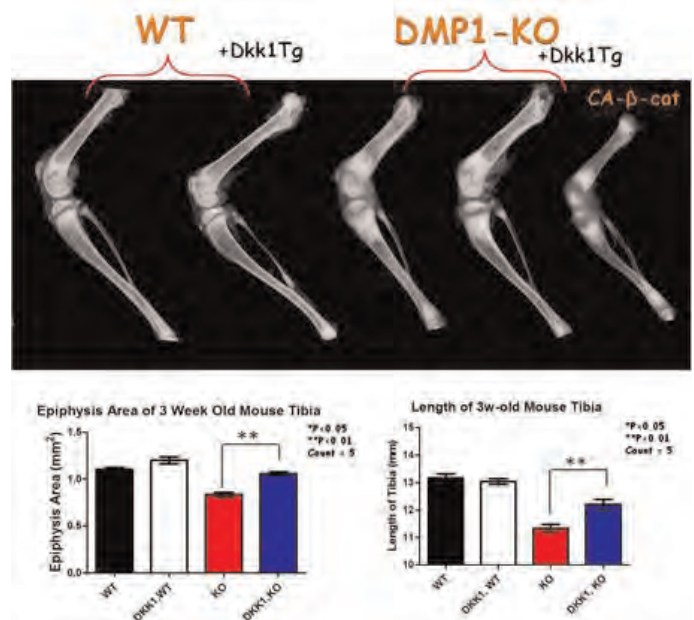 WT
+Dkk1Tg
DMP1-KO
+Dkk1Tg
CA-β-cat
Epiphysis Area of 3 Week Old Mouse Tibia
*P<0.05
**P<0.01
Count = 5
**
Epiphysis Area (mm²)
1.5
1.0
0.5
0.0
WT
DKK1,WT
KO
DKK1,KO
Length of 3w-old Mouse Tibia
*P<0.05
**P<0.01
Count = 5
**
Length of Tibia (mm)
15
14
13
12
11
10
WT
DKK1, WT
KO
DKK1, KO